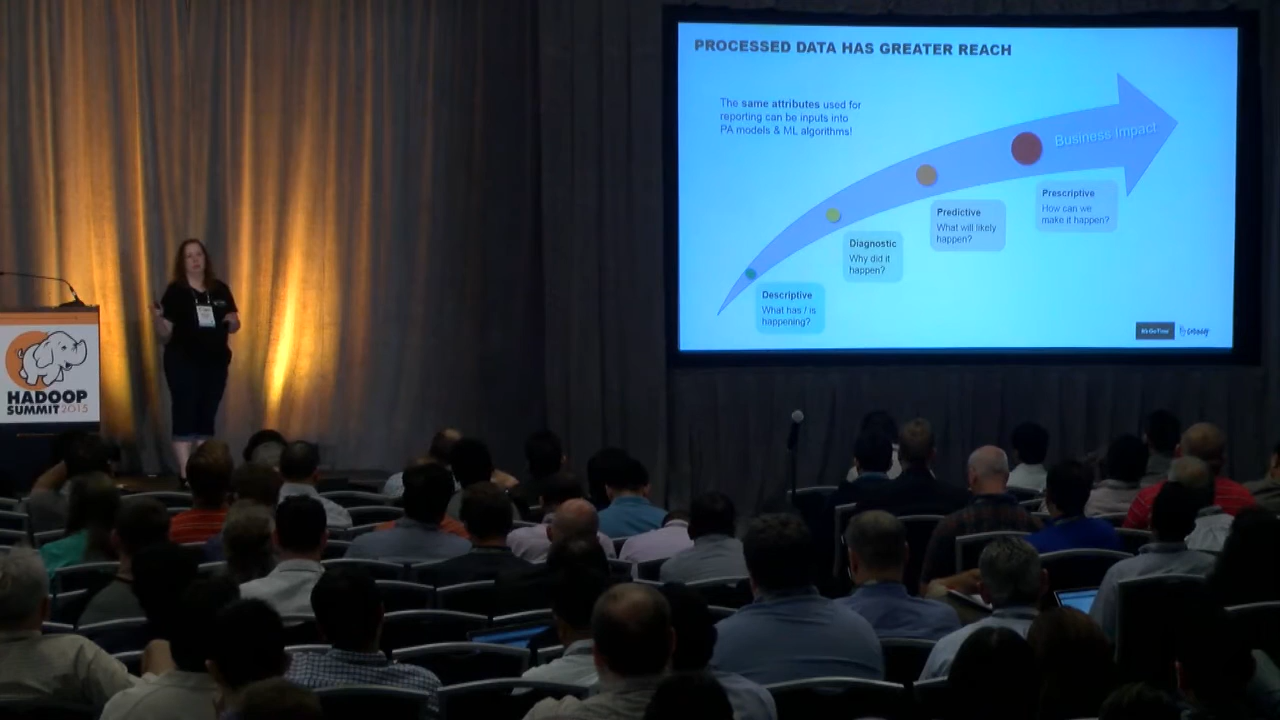 PROCESSED DATA HAS GREATER REACH
The same attributes used for
reporting can be inputs into
PA models & ML algorithms!
Business Impact
Prescriptive
How can we
make it happen?
Predictive
What will likely
happen?
Diagnostic
Why did it
happen?
Descriptive
What has / is
happening?
HADOOP
SUMMIT 2015